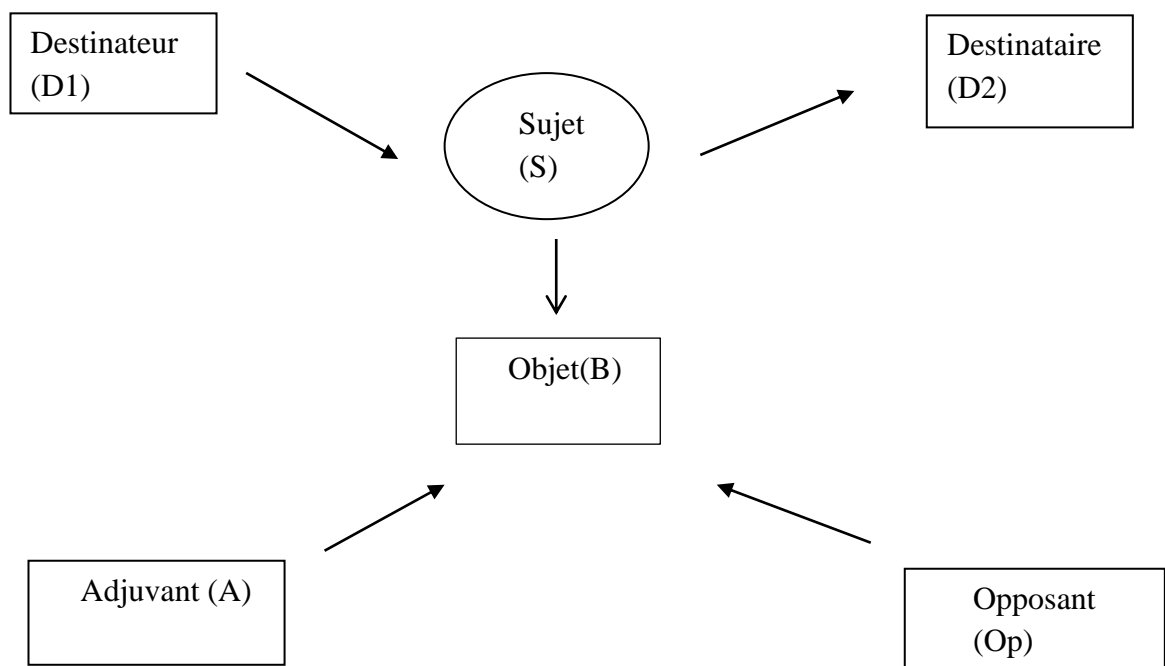 Destinateur
(D1)
Destinataire
(D2)
Sujet
(S)
Objet(B)
Adjuvant (A)
Opposant
(Op)